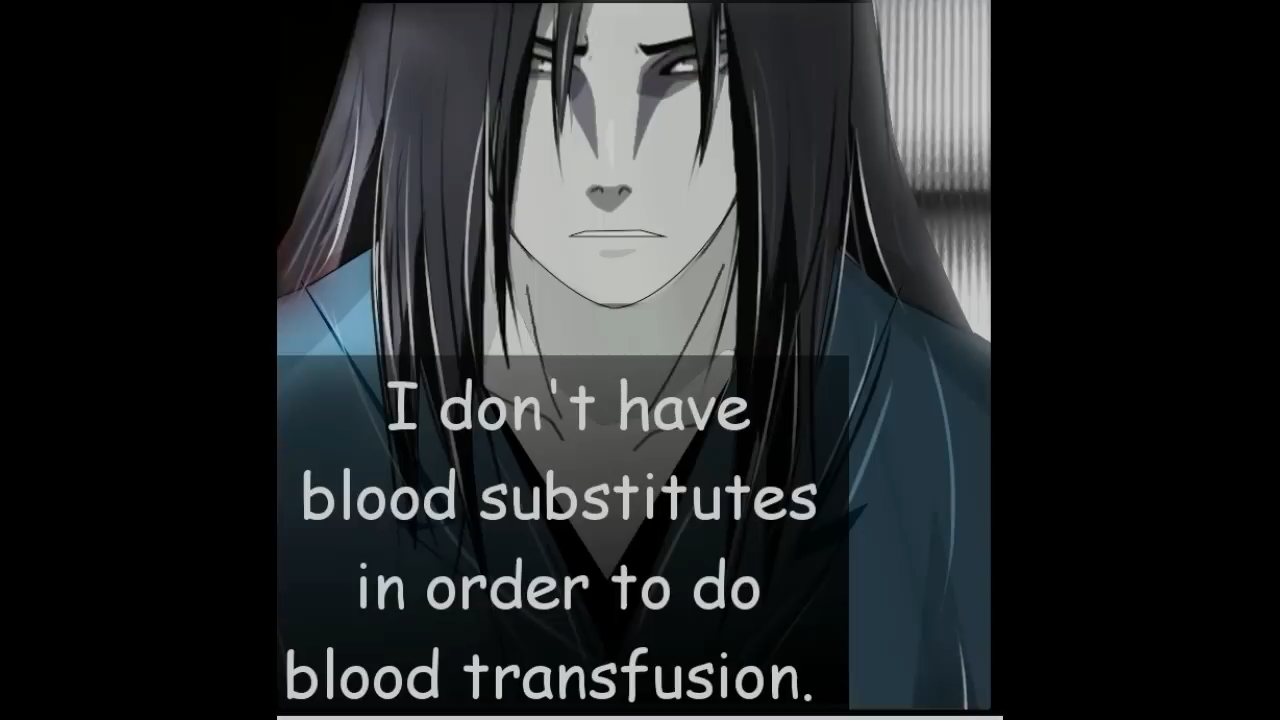 I don't have
blood substitutes
in order to do
blood transfusion.